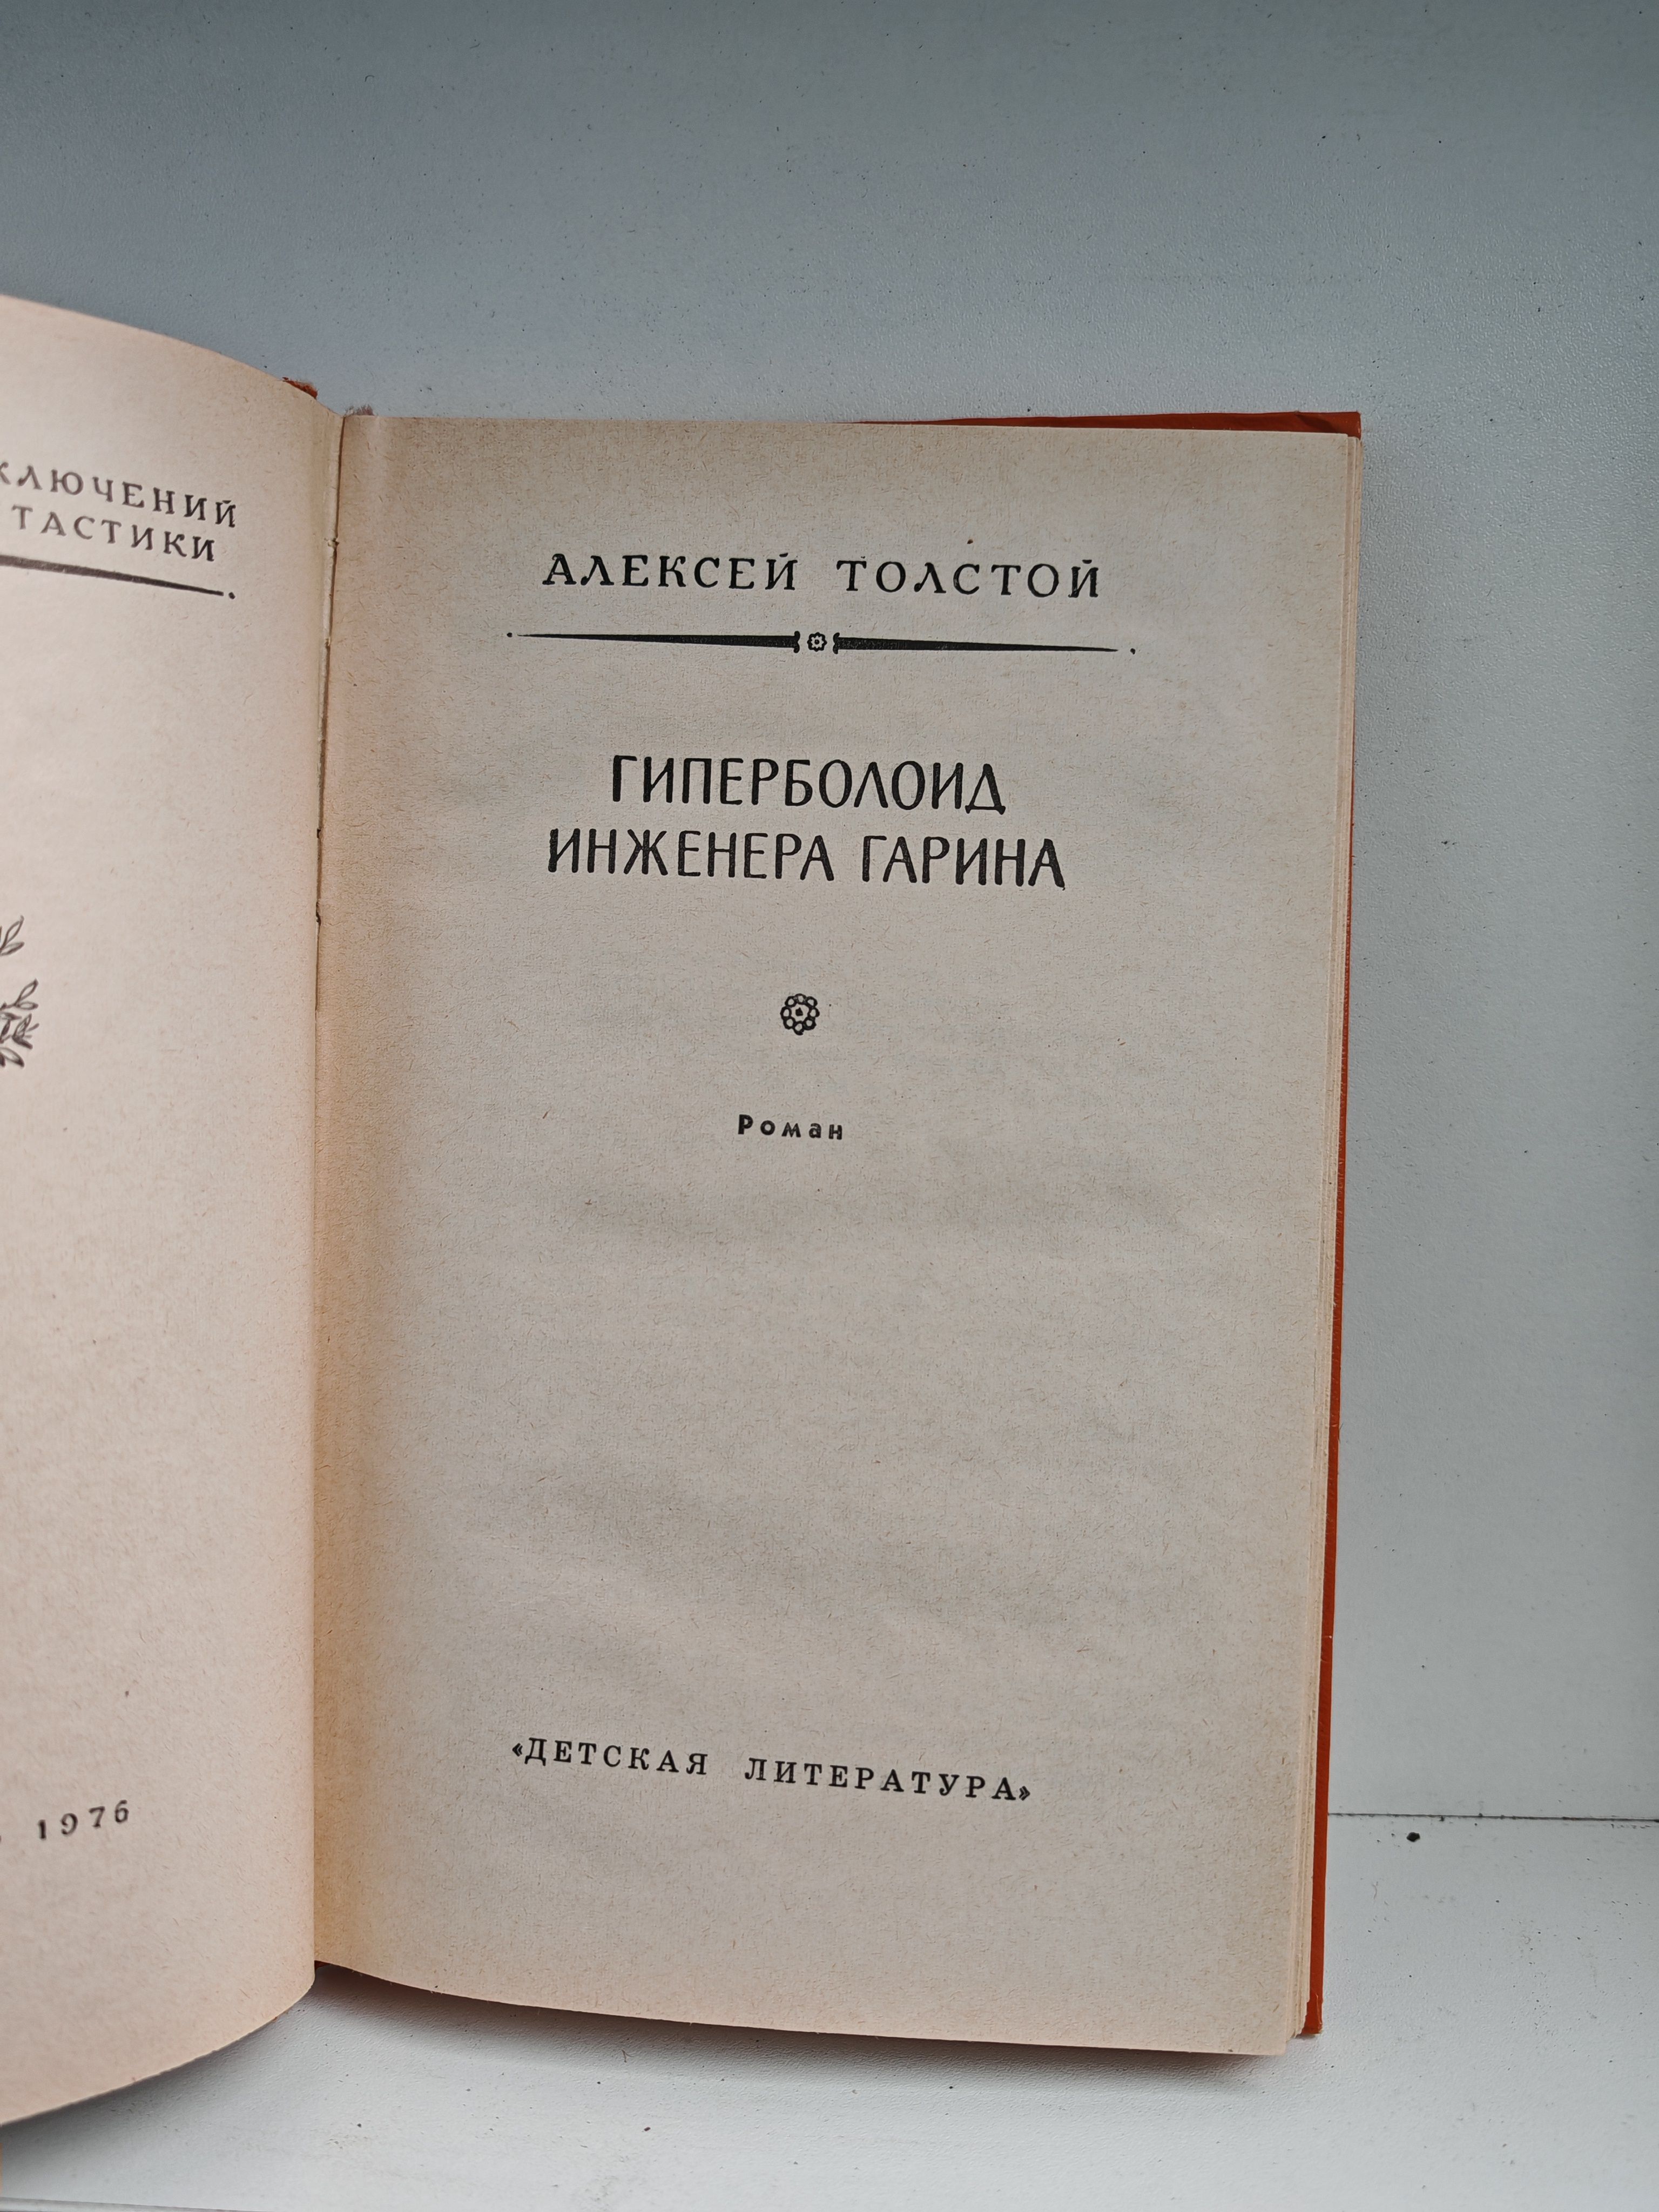 КЛЮЧЕНИЙ
ТАСТИКИ
1976
АЛЕКСЕЙ ТОЛСТОЙ
ГИПЕРБОЛОИД
ИНЖЕНЕРА ГАРИНА
Роман
«ДЕТСКАЯ ЛИТЕРАТУРА»